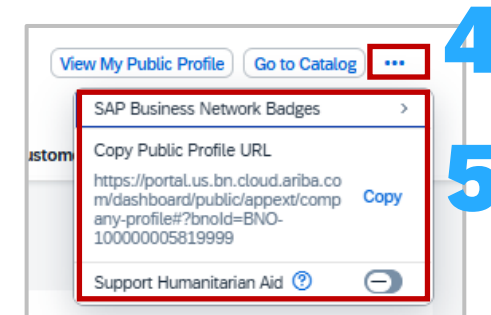 View My Public Profile Go to Catalog ••• 4
SAP Business Network Badges >
ustom Copy Public Profile URL
https://portal.us.bn.cloud.ariba.co
m/dashboard/public/appext/comp Copy 5
any-profile#?bnoId=BNO-
100000005819999
Support Humanitarian Aid ?